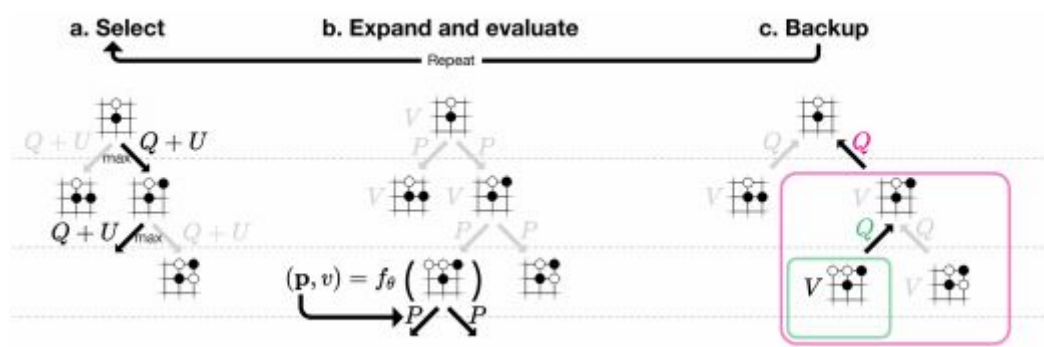 a. Select b. Expand and evaluate c. Backup
Repeat
V
Q + U Q + U P P Q Q
max
V V V V
Q + U Q + U P P Q Q
max
(p, v) = fθ ( ) V V
P P